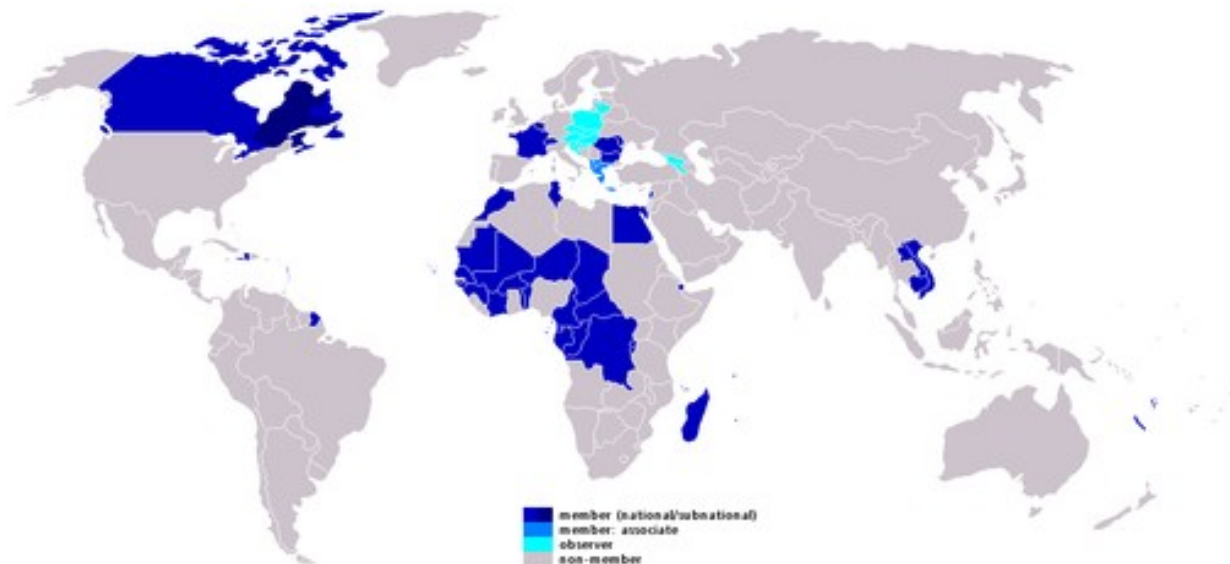 member (national/subnational)
member: associate
observer
non-member